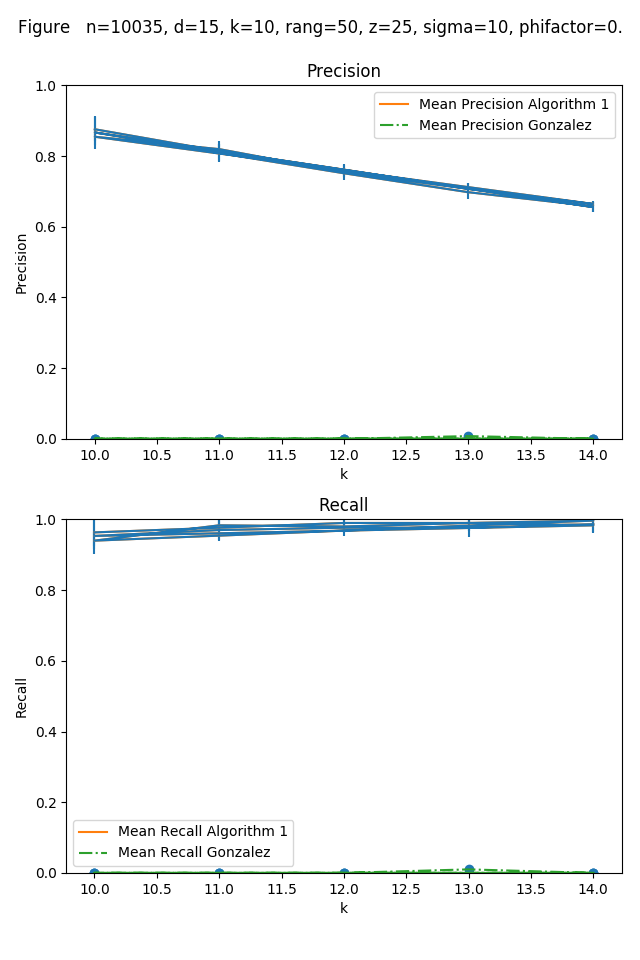 Figure   n=10035, d=15, k=10, rang=50, z=25, sigma=10, phifactor=0.
Precision
1.0
0.8
0.6
0.4
0.2
0.0
Precision
Mean Precision Algorithm 1
Mean Precision Gonzalez
10.0 10.5 11.0 11.5 12.0 12.5 13.0 13.5 14.0
k
Recall
1.0
0.8
0.6
0.4
0.2
0.0
Recall
Mean Recall Algorithm 1
Mean Recall Gonzalez
10.0 10.5 11.0 11.5 12.0 12.5 13.0 13.5 14.0
k